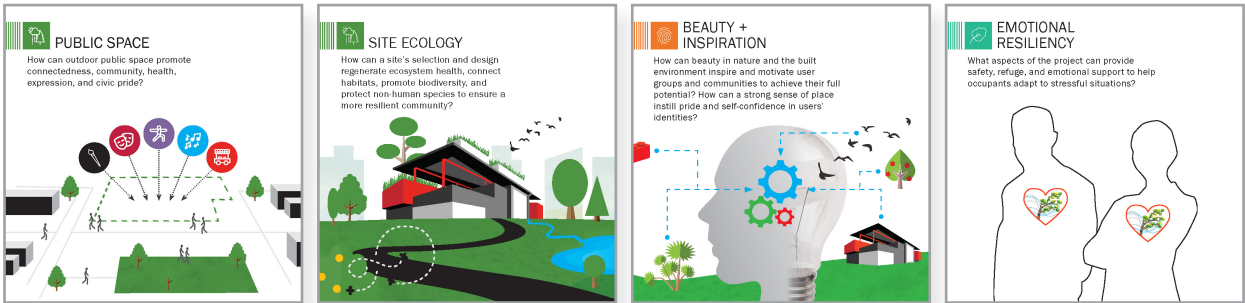 PUBLIC SPACE
How can outdoor public space promote
connectedness, community, health,
expression, and civic pride?
SITE ECOLOGY
How can a site's selection and design
regenerate ecosystem health, connect
habitats, promote biodiversity, and
protect non-human species to ensure a
more resilient community?
BEAUTY +
INSPIRATION
How can beauty in nature and the built
environment inspire and motivate user
groups and communities to achieve their full
potential? How can a strong sense of place
instill pride and self-confidence in users'
identities?
EMOTIONAL
RESILIENCY
What aspects of the project can provide
safety, refuge, and emotional support to help
occupants adapt to stressful situations?